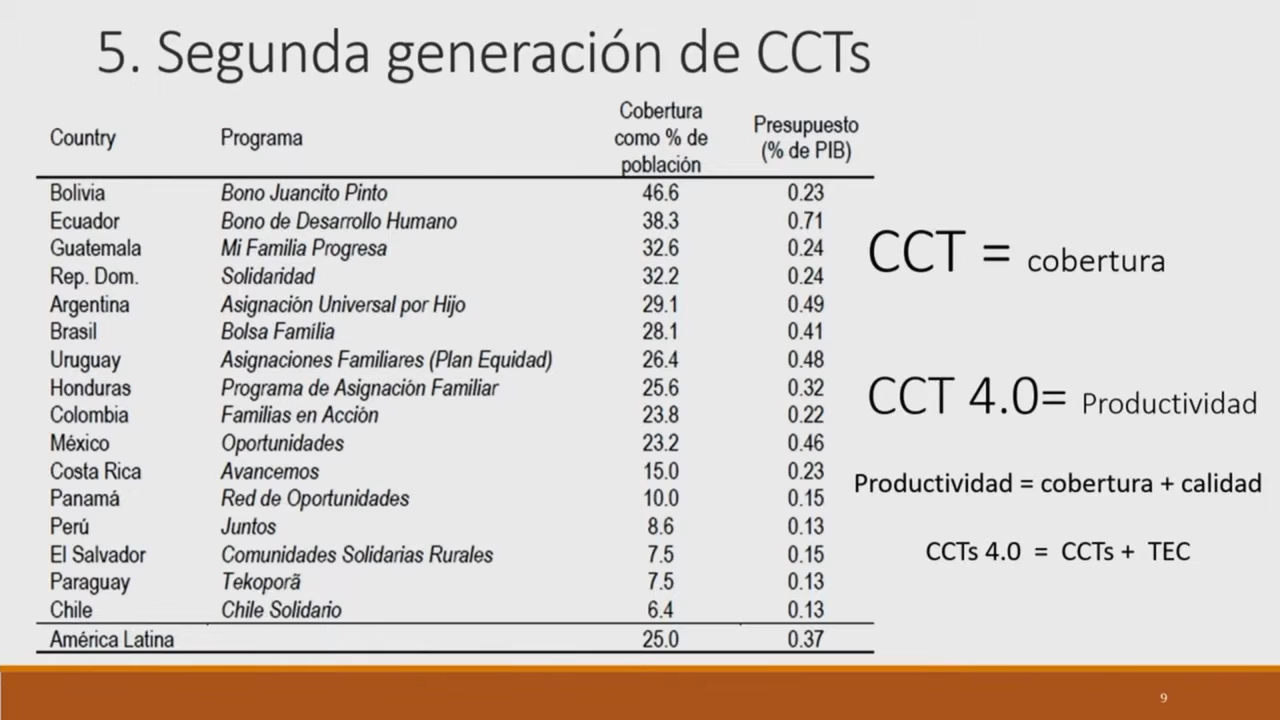 5. Segunda generación de CCTs
Country Programa Cobertura como % de población Presupuesto (% de PIB)
Bolivia Bono Juancito Pinto 46.6 0.23
Ecuador Bono de Desarrollo Humano 38.3 0.71
Guatemala Mi Familia Progresa 32.6 0.24
Rep. Dom. Solidaridad 32.2 0.24
Argentina Asignación Universal por Hijo 29.1 0.49
Brasil Bolsa Família 28.1 0.41
Uruguay Asignaciones Familiares (Plan Equidad) 26.4 0.48
Honduras Programa de Asignación Familiar 25.6 0.32
Colombia Familias en Acción 23.8 0.22
México Oportunidades 23.2 0.46
Costa Rica Avancemos 15.0 0.23
Panamá Red de Oportunidades 10.0 0.15
Perú Juntos 8.6 0.13
El Salvador Comunidades Solidarias Rurales 7.5 0.15
Paraguay Tekoporã 7.5 0.13
Chile Chile Solidario 6.4 0.13
América Latina 25.0 0.37
CCT = cobertura
CCT 4.0= Productividad
Productividad = cobertura + calidad
CCTs 4.0 = CCTs + TEC
9